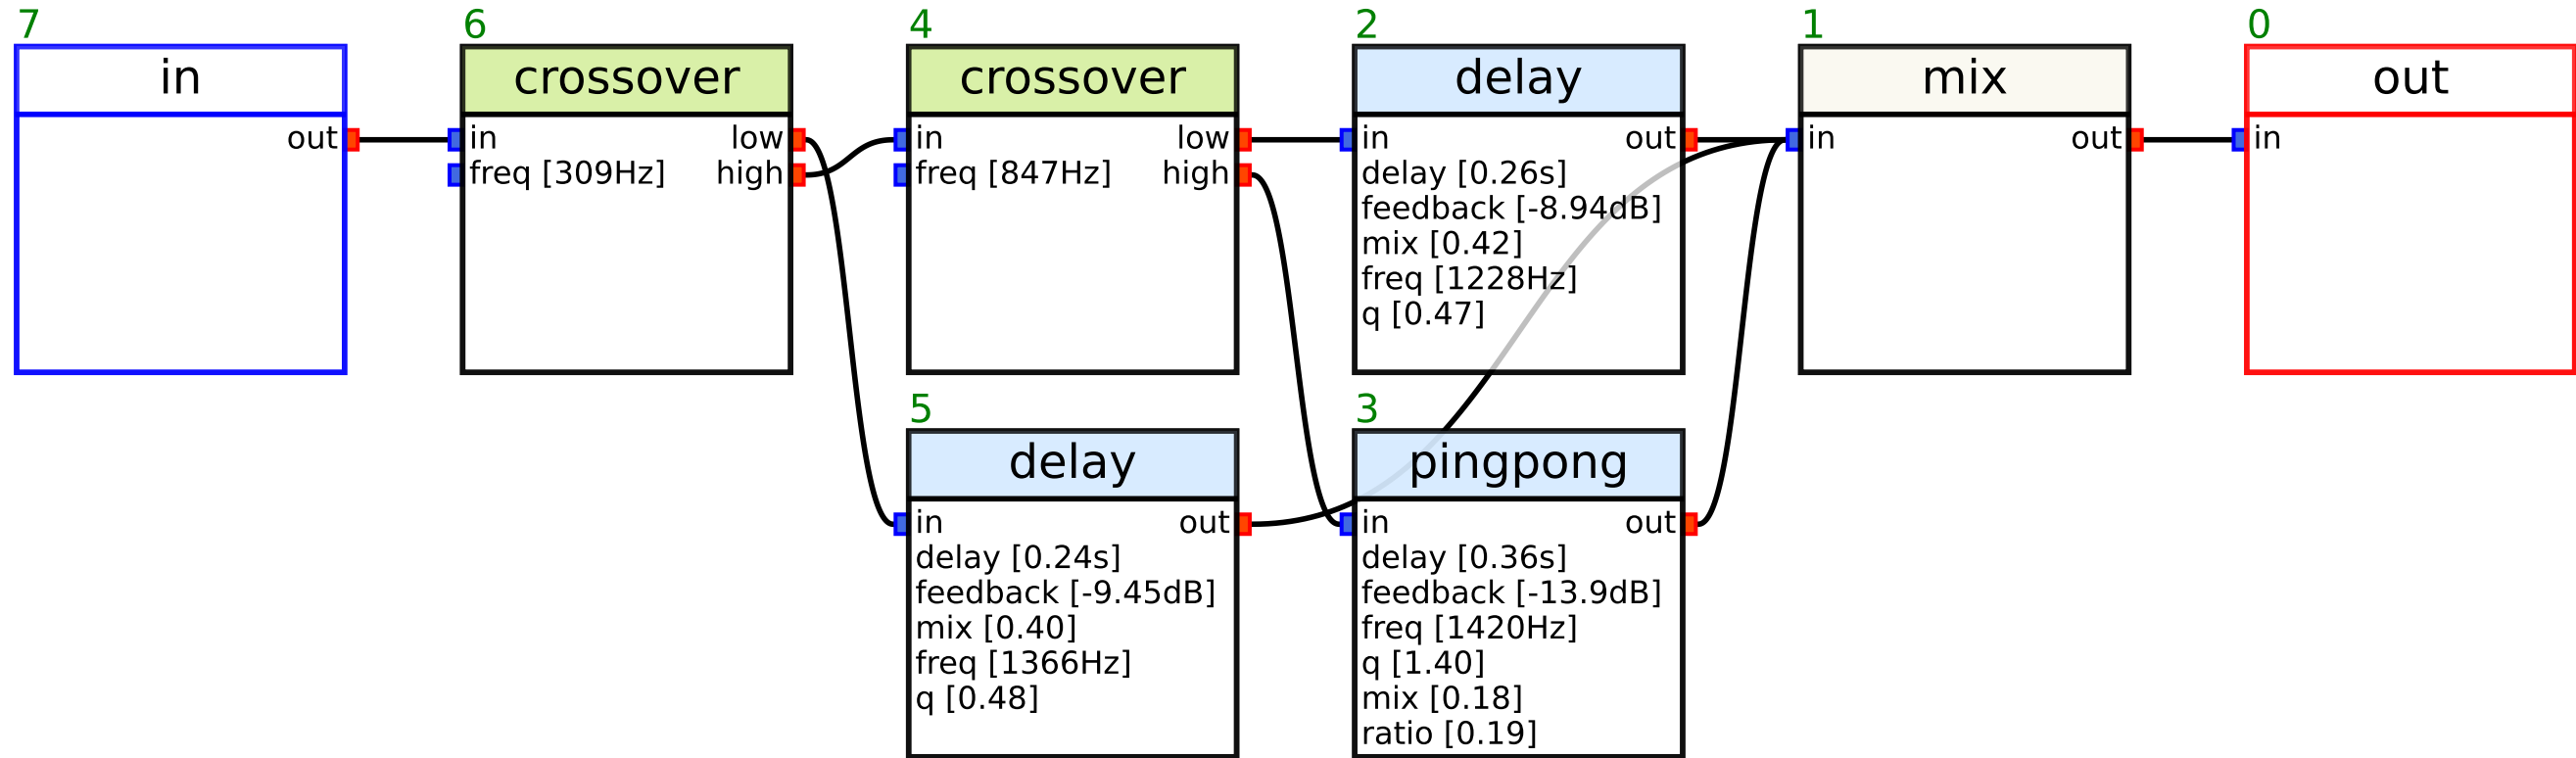 7
in
out
6
crossover
in low
freq [309Hz] high
4
crossover
in low
freq [847Hz] high
2
delay
in out
delay [0.26s]
feedback [-8.94dB]
mix [0.42]
freq [1228Hz]
q [0.47]
1
mix
in out
0
out
in
5
delay
in out
delay [0.24s]
feedback [-9.45dB]
mix [0.40]
freq [1366Hz]
q [0.48]
3
pingpong
in out
delay [0.36s]
feedback [-13.9dB]
freq [1420Hz]
q [1.40]
mix [0.18]
ratio [0.19]